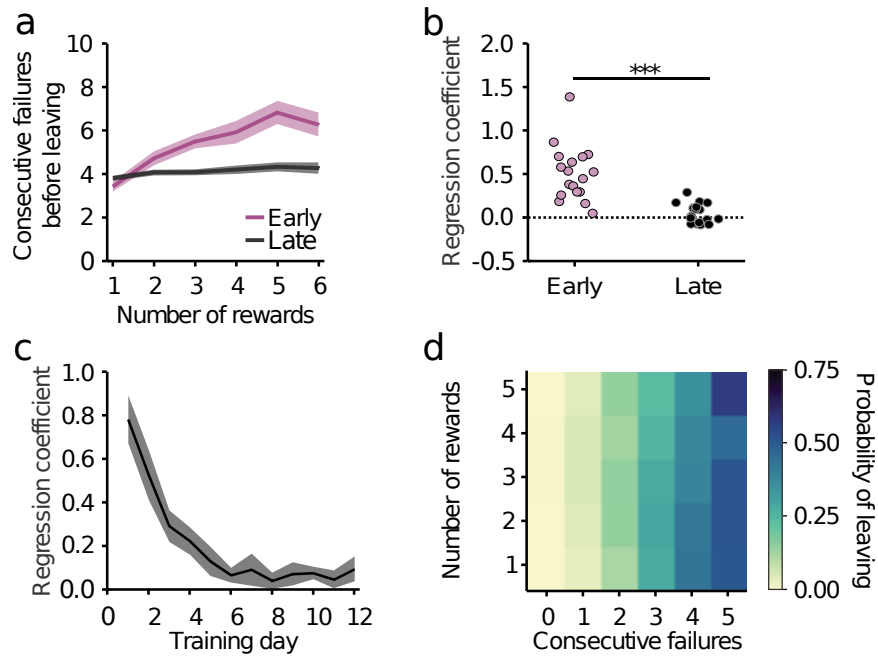 a
Consecutive failures
before leaving
10
8
6
4
2
0
Early
Late
1 2 3 4 5 6
Number of rewards
b
Regression coefficient
2.0
1.5
1.0
0.5
0.0
-0.5
***
Early Late
c
Regression coefficient
1.0
0.8
0.6
0.4
0.2
0.0
0 2 4 6 8 10 12
Training day
d
Number of rewards
5
4
3
2
1
0 1 2 3 4 5
Consecutive failures
0.75
0.50
0.25
0.00
Probability of leaving